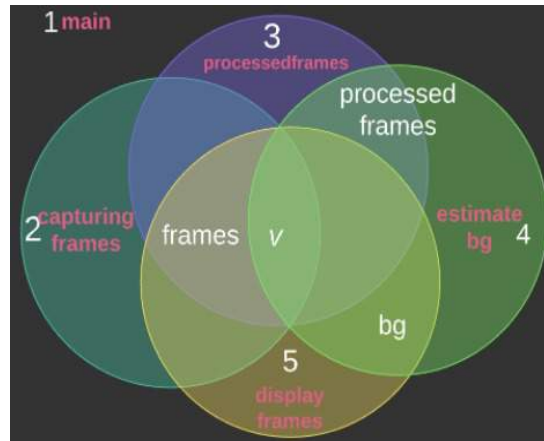 1 main
3
processedframes
processed
frames
2 capturing
frames
frames
v
estimate
bg 4
bg
5
display
frames